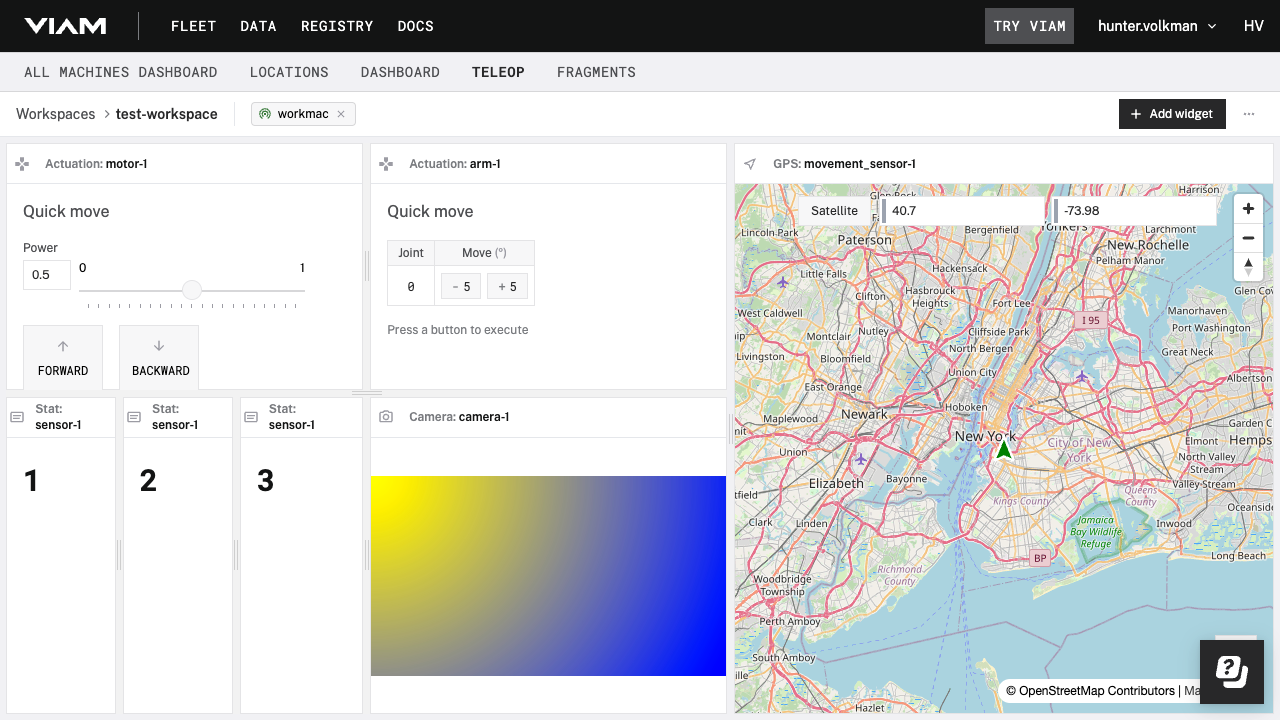 VIAM FLEET DATA REGISTRY DOCS TRY VIAM hunter.volkman HV
ALL MACHINES DASHBOARD LOCATIONS DASHBOARD TELEOP FRAGMENTS
Workspaces > test-workspace workmac × + Add widget ...
Actuation: motor-1
Quick move
Power
0.5
0 1
FORWARD BACKWARD
Actuation: arm-1
Quick move
Joint Move (°)
0 - 5 + 5
Press a button to execute
GPS: movement_sensor-1
Satellite 40.7 -73.98
Harrison
Yonkers
Larchmont
Lincoln Park
Paterson
Bergenfield
New Rochelle
Pelham Manor
Little Falls
Hackensack
Glen Cov
Clifton
Hasbrouck
Heights
Fort Lee
West Caldwell
Manorhaven
I 95
Montclair
Nutley
Cliffside Park
Port Washington
Livingston
Bloomfield
North Bergen
Great Neck
Union City
East Orange
Albertson
Maplewood
Newark
Hoboken
Garden C
New York
City of New
York
Elmont
Hemps
Union
North Valley
Stream
Elizabeth
Bayonne
Valley Stream
Queens
County
Kings County
Oceanside
Clark
Linden
Jamaica
Bay Wildlife
Refuge
Inwood
BP
Long Beach
Richmond
County
Woodbridge
Township
Perth Amboy
South Amboy
Hazlet
© OpenStreetMap Contributors | Ma
Stat:
sensor-1
1
Stat:
sensor-1
2
Stat:
sensor-1
3
Camera: camera-1